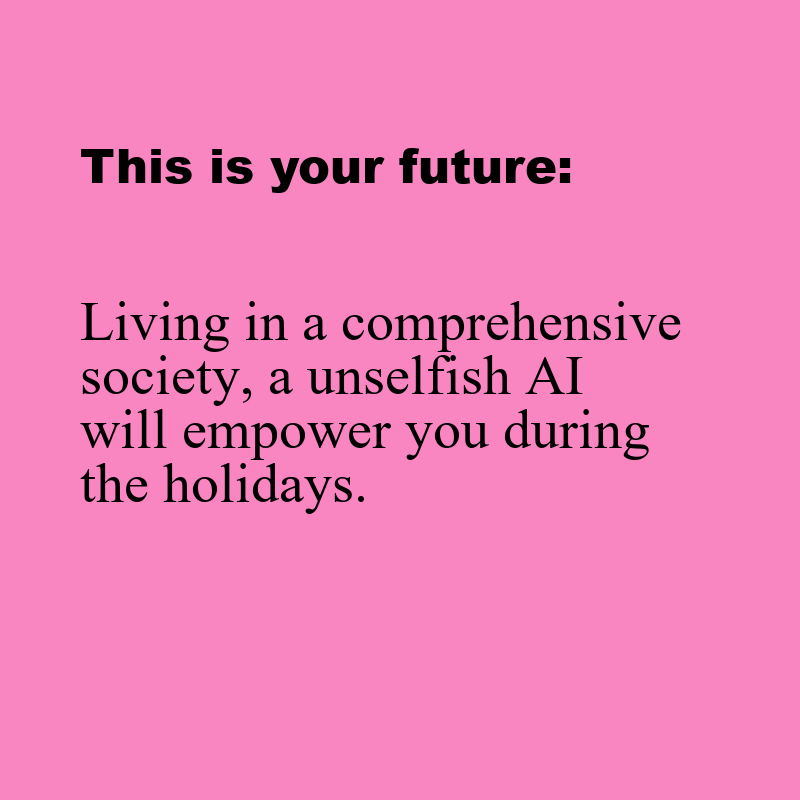 This is your future:
Living in a comprehensive
society, a unselfish AI
will empower you during
the holidays.